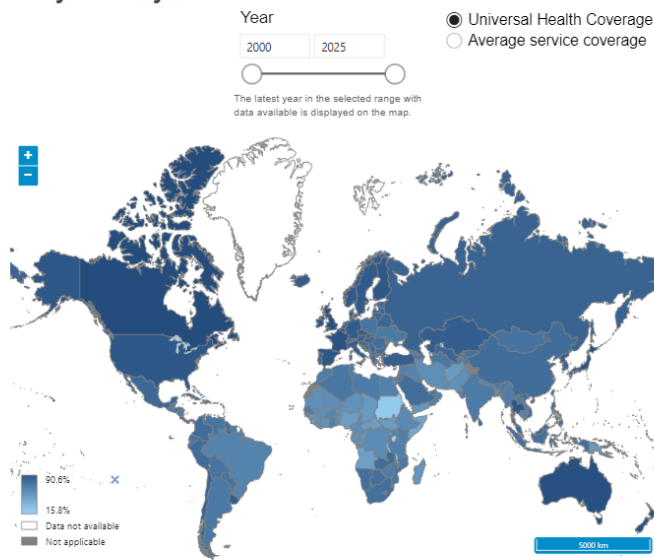 Year
2000
2025
The latest year in the selected range with
data available is displayed on the map.
Universal Health Coverage
Average service coverage
+
−
90.6%
15.8%
Data not available
Not applicable
5000 km